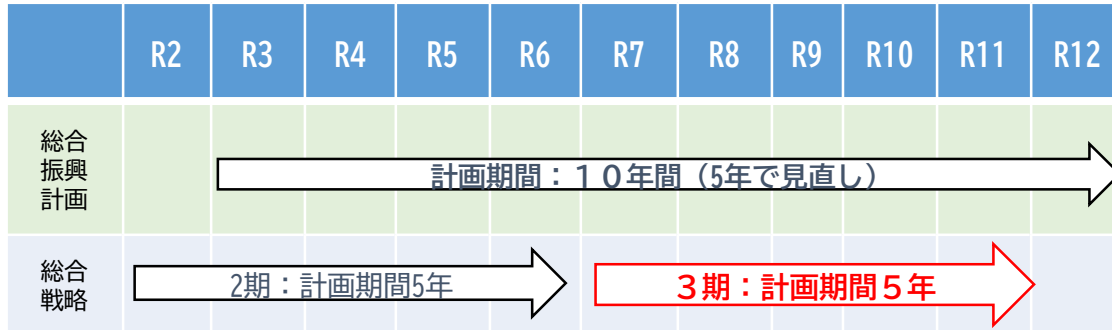 R2 R3 R4 R5 R6 R7 R8 R9 R10 R11 R12
総合
振興
計画
計画期間：１０年間（5年で見直し）
総合
戦略
2期：計画期間5年
３期：計画期間５年